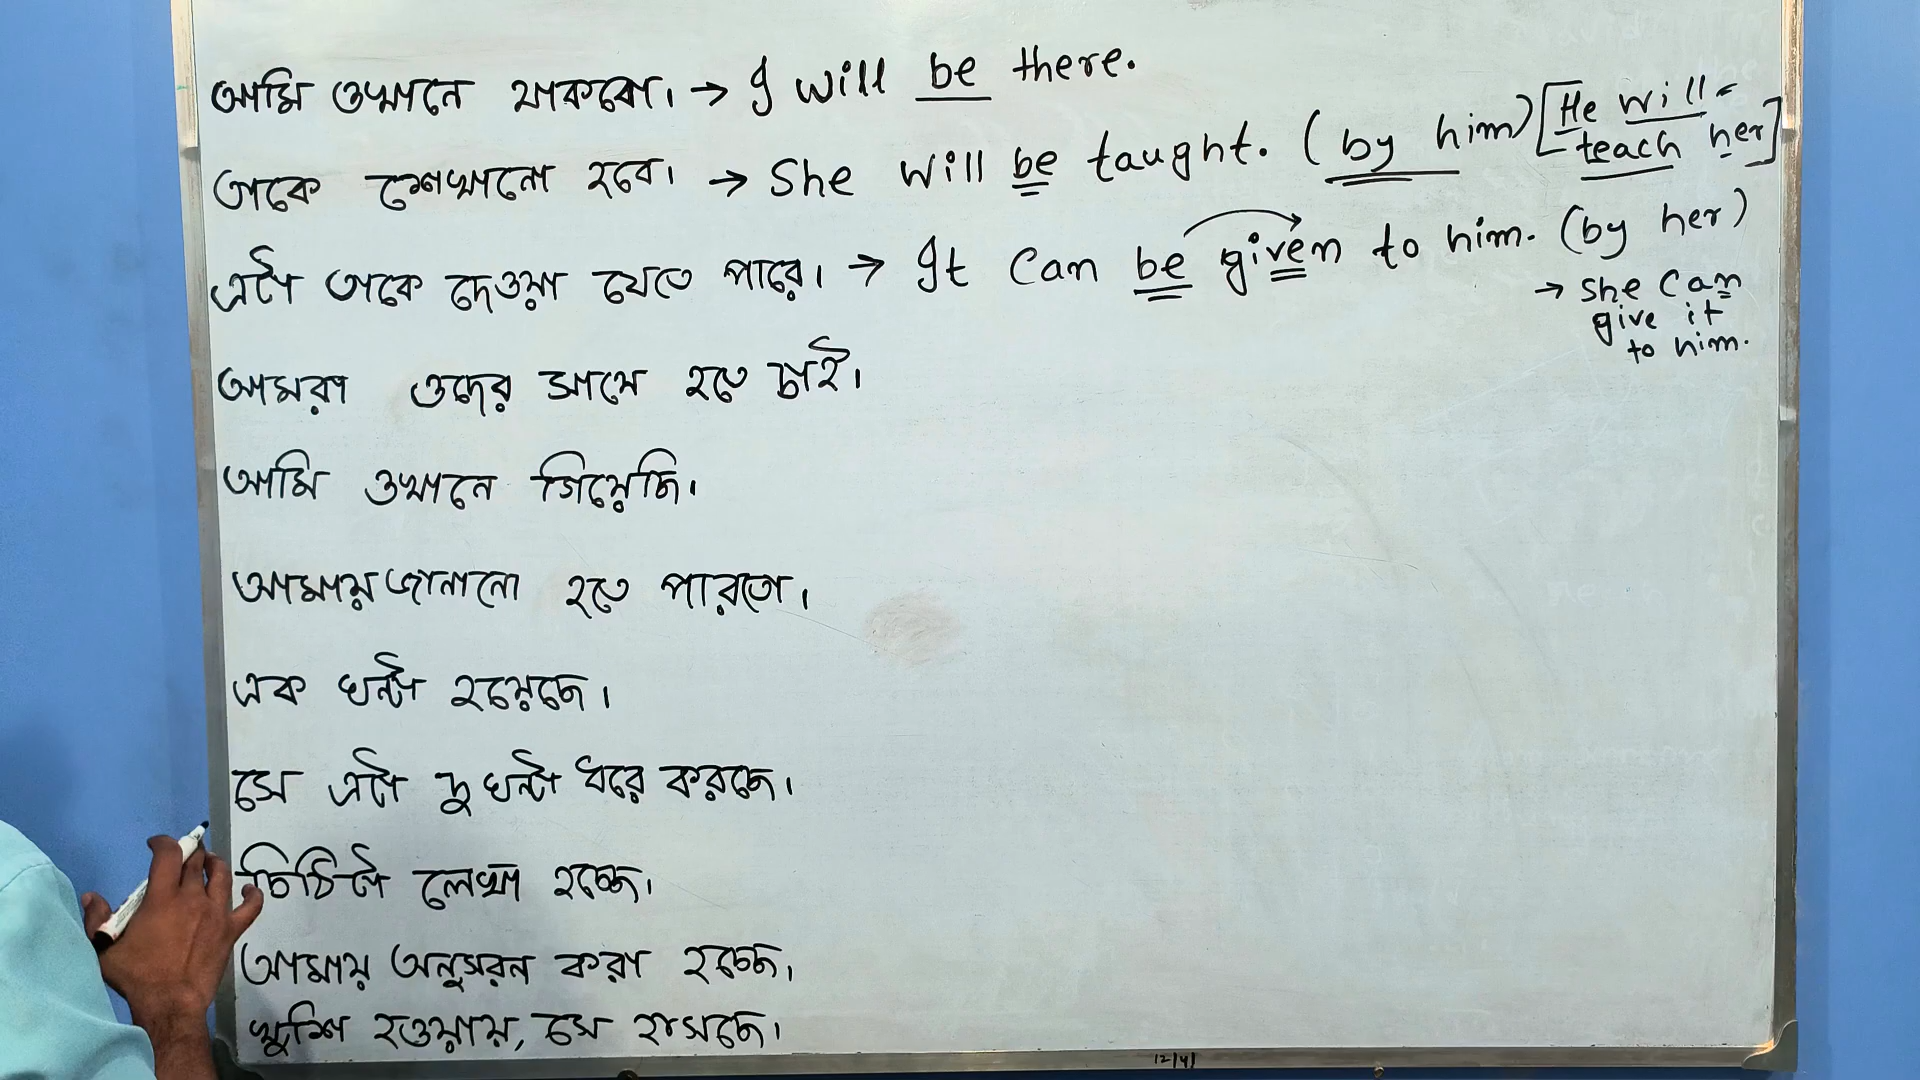 আমি ওখানে থাকবো। → I will be there.
তাকে শেখানো হবে। → She will be taught. (by him) [He will teach her]
এটা তাকে দেওয়া যেতে পারে। → It can be given to him. (by her)
→ She can
give it
to him.
আমরা ওদের সাথে হতে চাই।
আমি ওখানে গিয়েছি।
আমায় জানানো হতে পারতো।
এক ঘন্টা হয়েছে।
সে এটা দু ঘন্টা ধরে করছে।
চিঠিটা লেখা হচ্ছে।
আমায় অনুসরন করা হচ্ছে।
খুশি হওয়ায়, সে হাসছে।